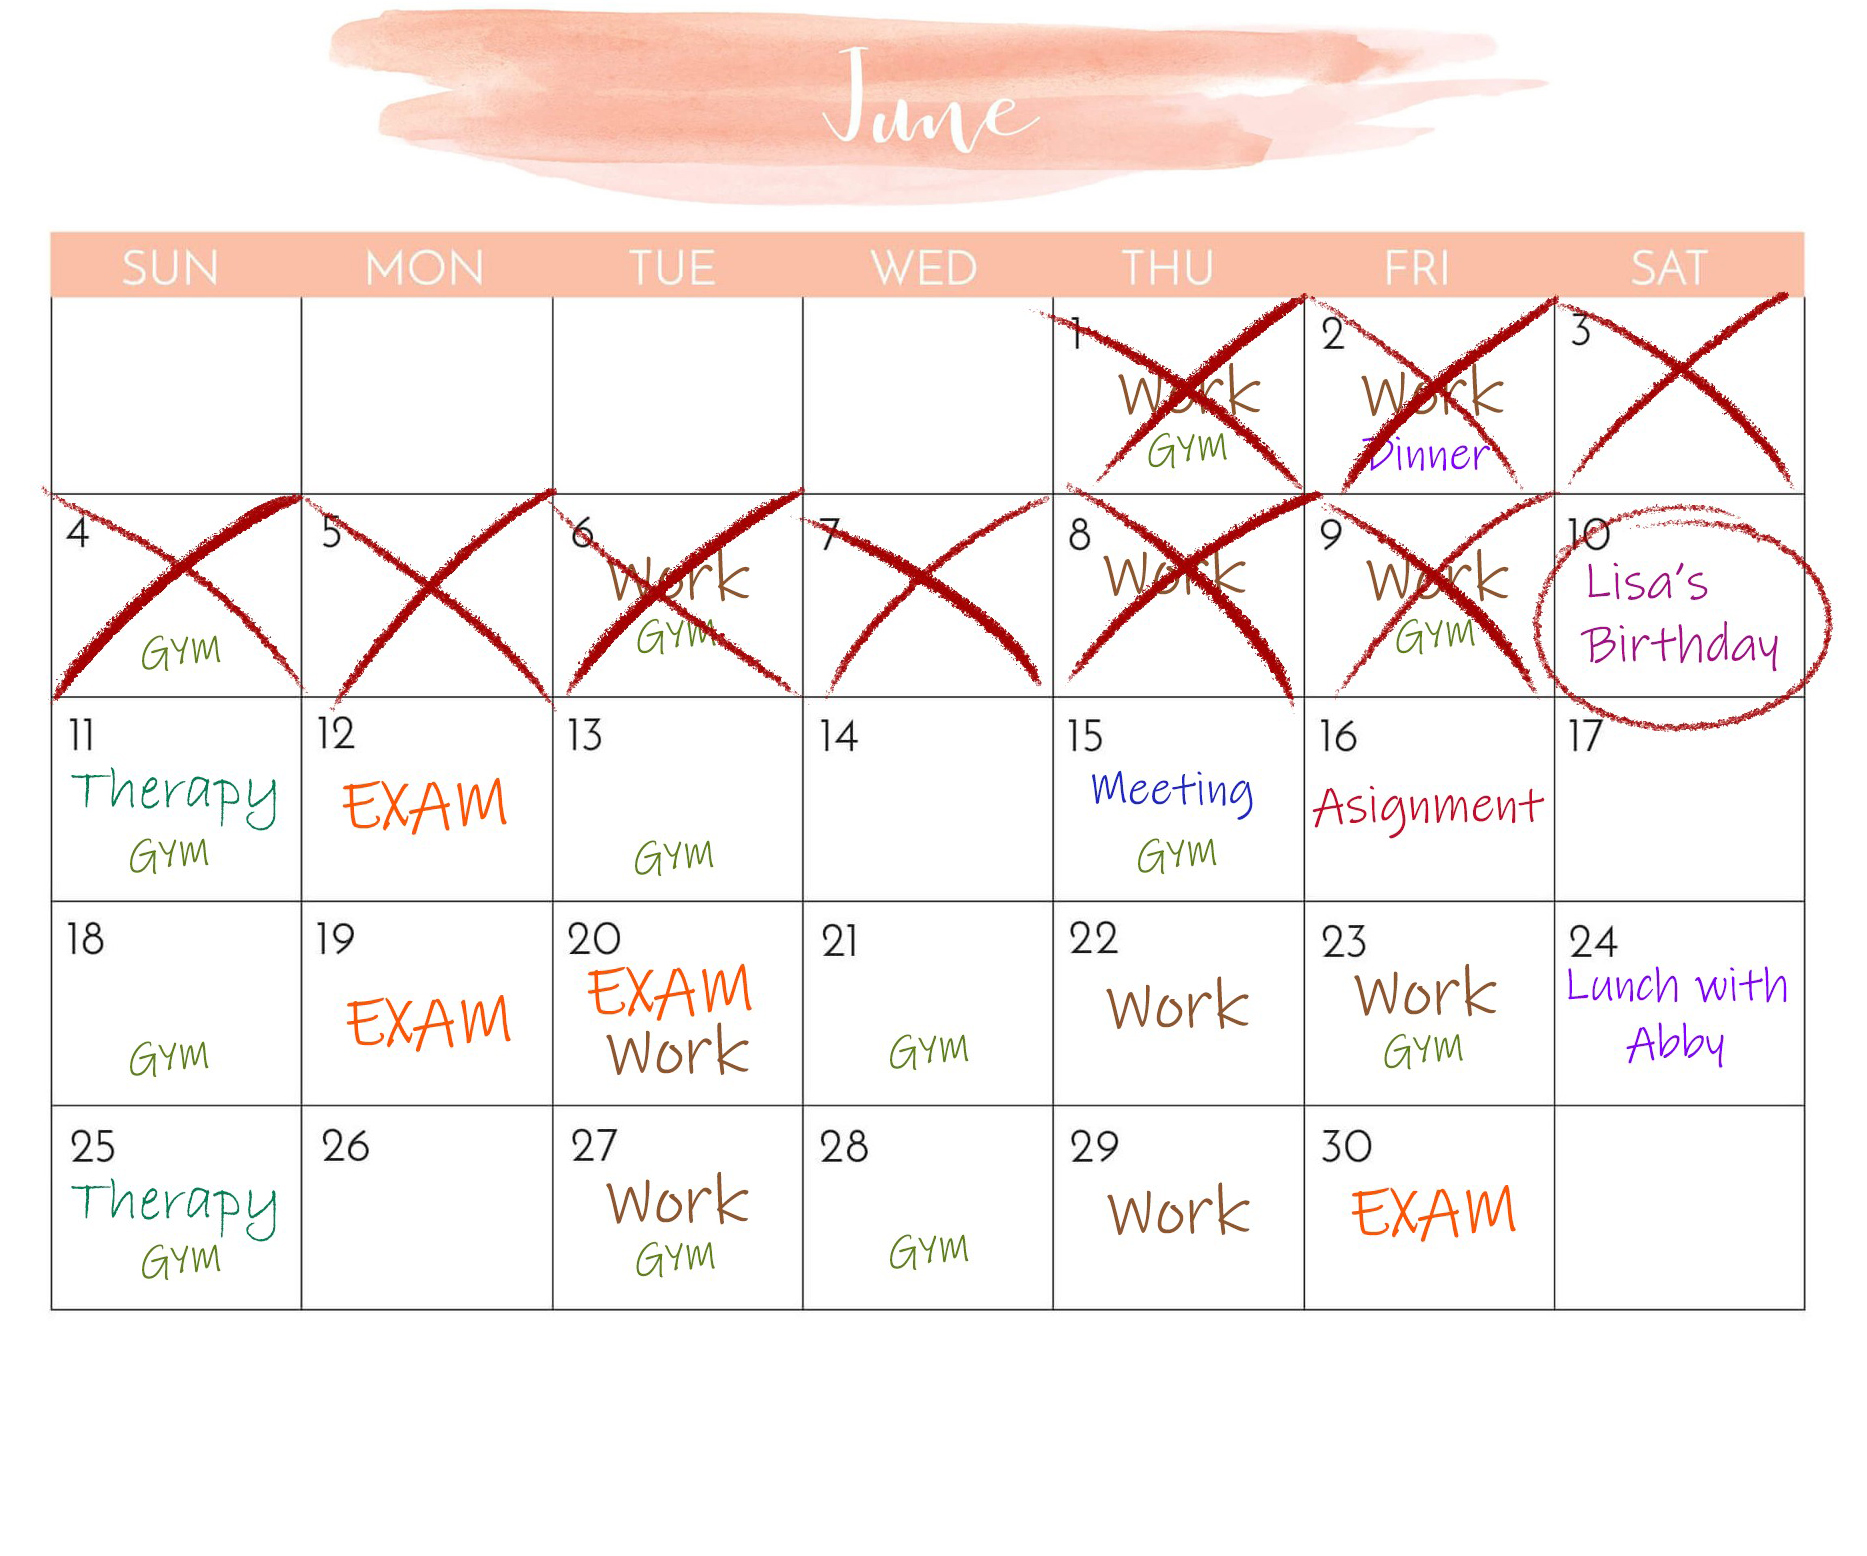 June
SUN MON TUE WED THU FRI SAT
1 2 3
Work Work
GYM Dinner
4 5 6 7 8 9 10
Work Work Work Lisa's
GYM GYM GYM Birthday
11 12 13 14 15 16 17
Therapy EXAM Meeting Asignment
GYM GYM GYM
18 19 20 21 22 23 24
EXAM EXAM Work Work Lunch with
GYM Work GYM GYM Abby
25 26 27 28 29 30
Therapy Work Work EXAM
GYM GYM GYM